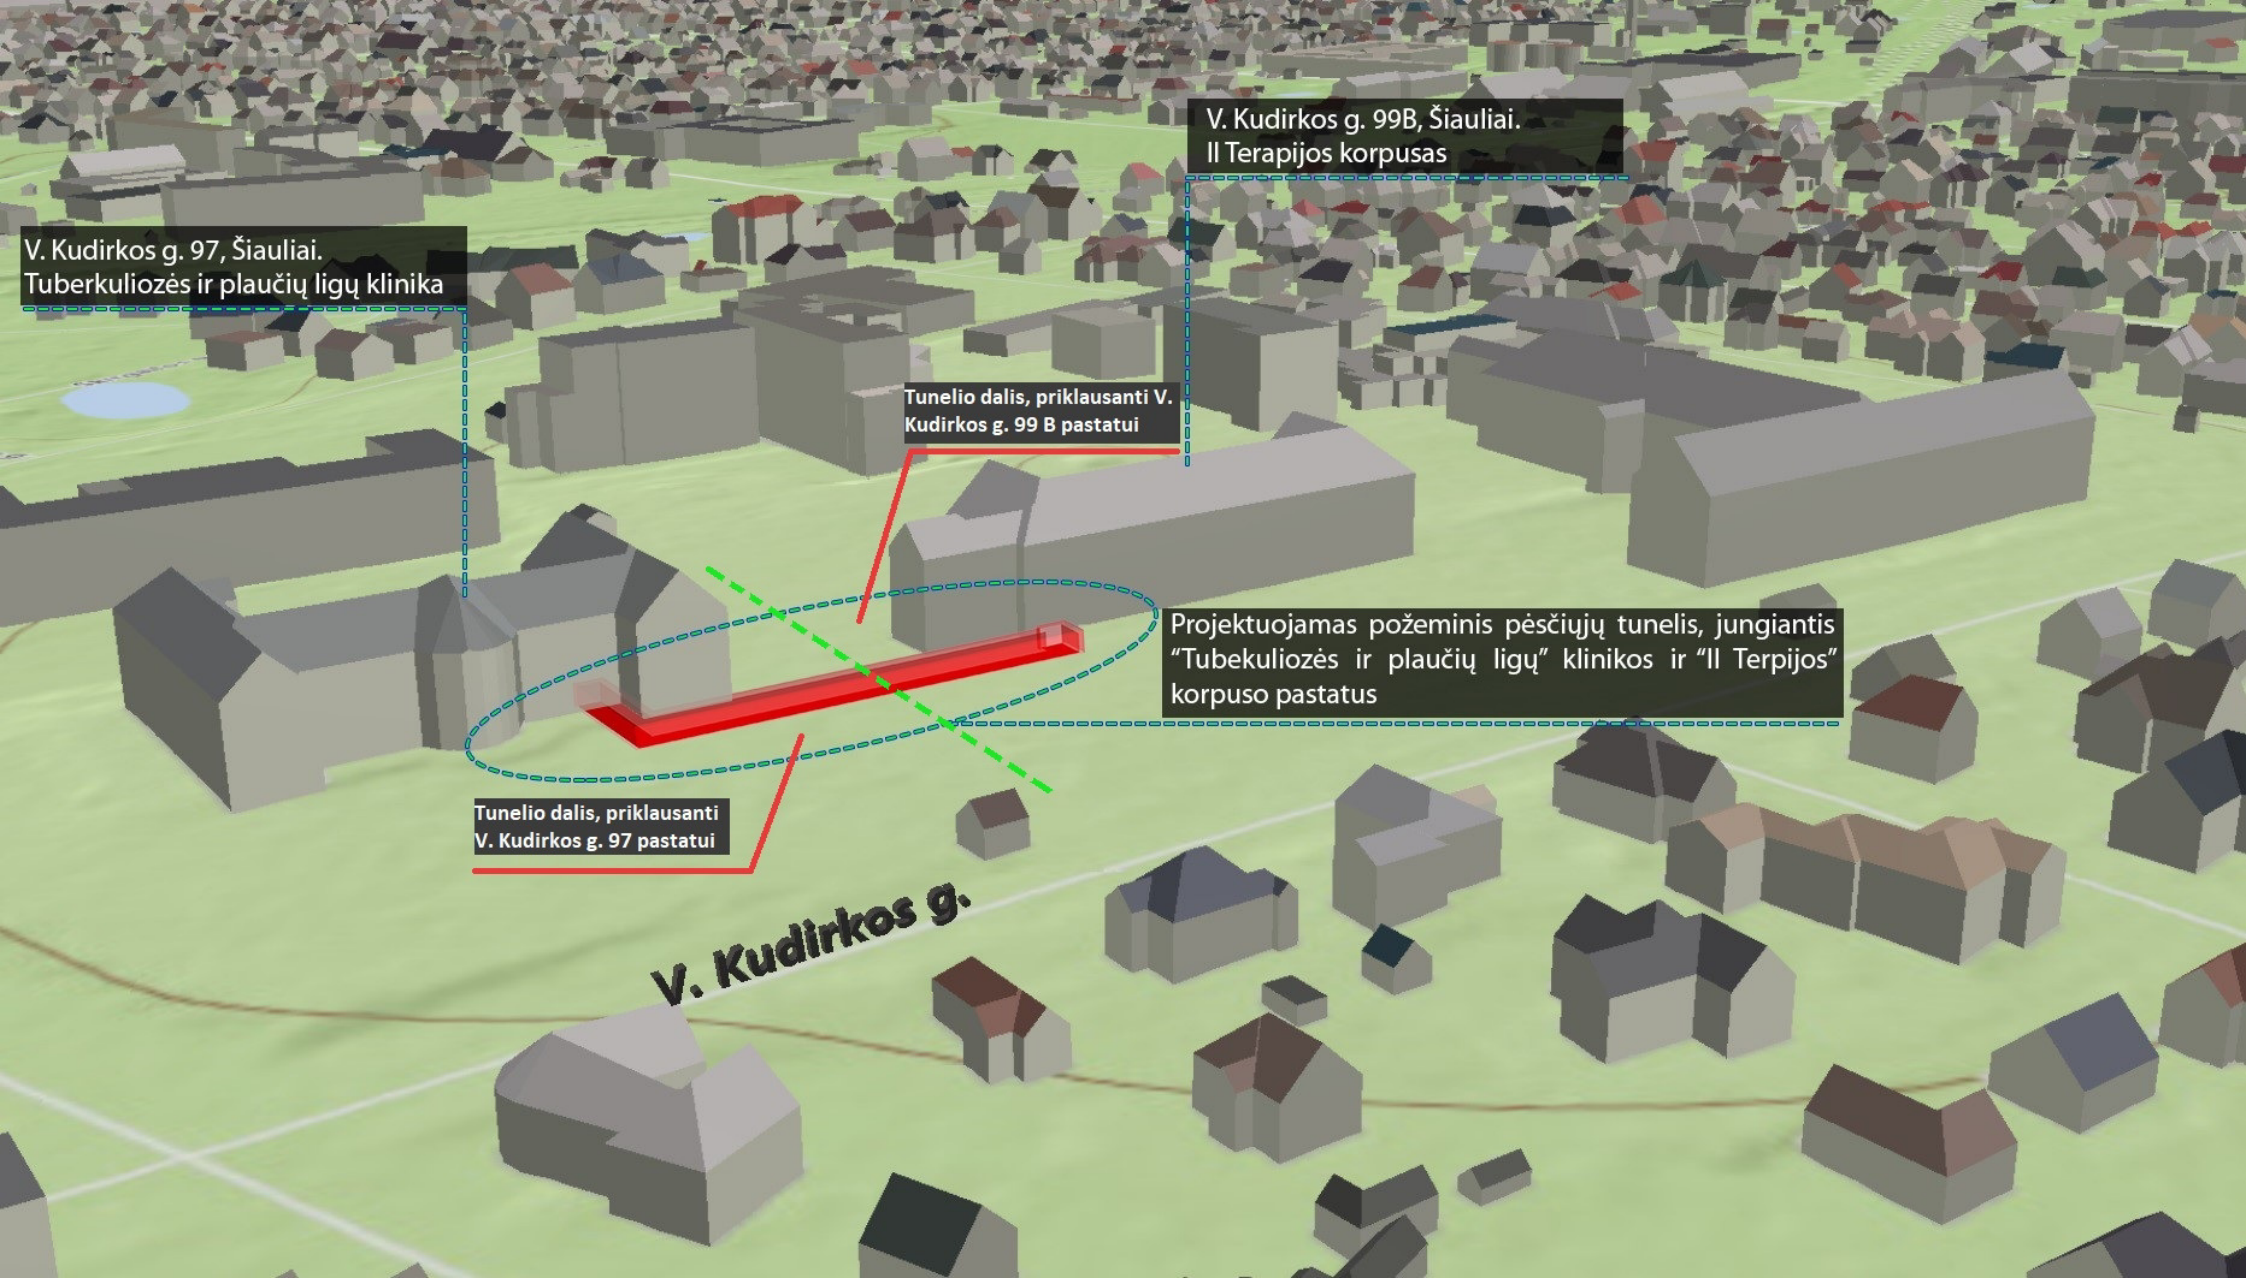 V. Kudirkos g. 99B, Šiauliai.
II Terapijos korpusas
V. Kudirkos g. 97, Šiauliai.
Tuberkuliozės ir plaučių ligų klinika
Tunelio dalis, priklausanti V.
Kudirkos g. 99 B pastatui
Projektuojamas požeminis pėsčiųjų tunelis, jungiantis
“Tubekuliozės ir plaučių ligų” klinikos ir “II Terpijos”
korpuso pastatus
Tunelio dalis, priklausanti
V. Kudirkos g. 97 pastatui
V. Kudirkos g.